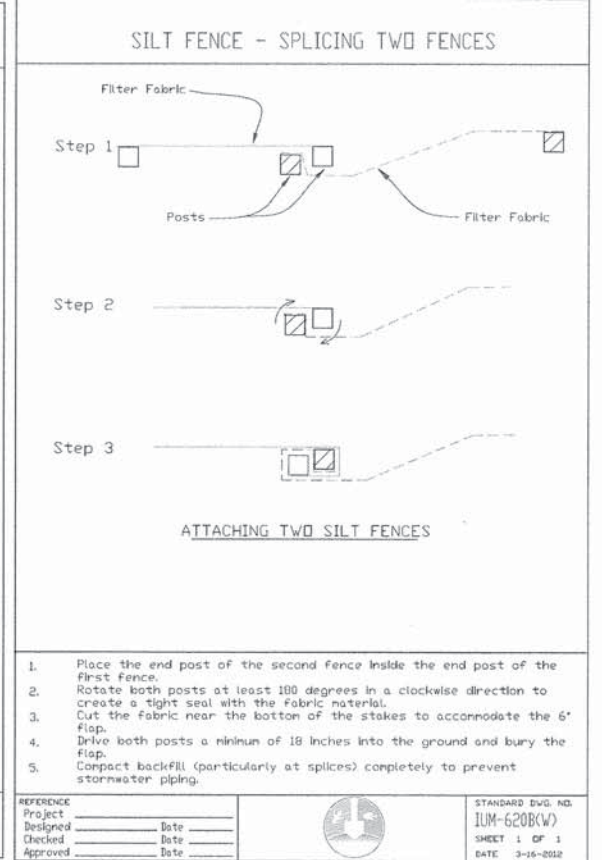 SILT FENCE - SPLICING TWO FENCES
Filter Fabric
Step 1
Posts
Filter Fabric
Step 2
Step 3
ATTACHING TWO SILT FENCES
1. Place the end post of the second fence inside the end post of the
first fence.
2. Rotate both posts at least 180 degrees in a clockwise direction to
create a tight seal with the fabric material.
3. Cut the fabric near the bottom of the stakes to accommodate the 6"
flap.
4. Drive both posts a minimum of 18 inches into the ground and bury the
flap.
5. Compact backfill (particularly at splices) completely to prevent
stormwater piping.
REFERENCE
Project
Designed Date
Checked Date
Approved Date
STANDARD DWG. NO.
IUM-620B(W)
SHEET 1 OF 1
DATE 3-16-2012